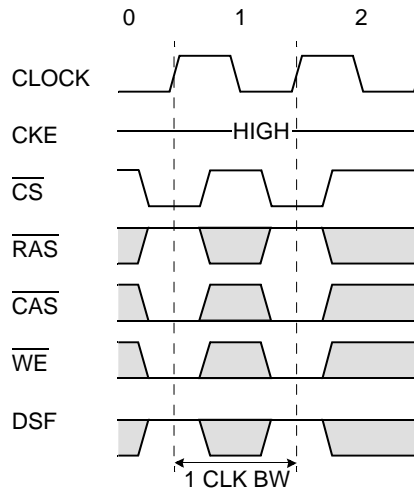 0 1 2
CLOCK
CKE HIGH
CS
RAS
CAS
WE
DSF
1 CLK BW